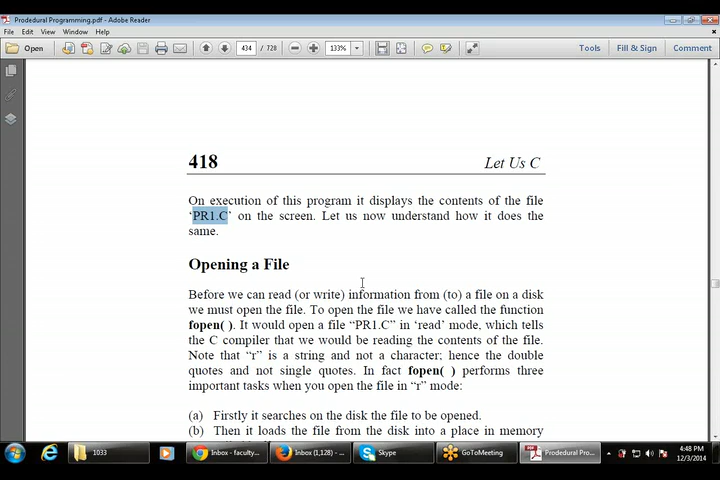 Prodedural Programming.pdf - Adobe Reader
File Edit View Window Help
Open 434 / 728 133% Tools Fill & Sign Comment
418 Let Us C
On execution of this program it displays the contents of the file
‘PR1.C’ on the screen. Let us now understand how it does the
same.
Opening a File
Before we can read (or write) information from (to) a file on a disk
we must open the file. To open the file we have called the function
fopen( ). It would open a file “PR1.C” in ‘read’ mode, which tells
the C compiler that we would be reading the contents of the file.
Note that “r” is a string and not a character; hence the double
quotes and not single quotes. In fact fopen( ) performs three
important tasks when you open the file in “r” mode:
(a) Firstly it searches on the disk the file to be opened.
(b) Then it loads the file from the disk into a place in memory
1033 Inbox - faculty... Inbox (1,128) - ... Skype GoToMeeting Prodedural Pro... 4:48 PM
12/3/2014